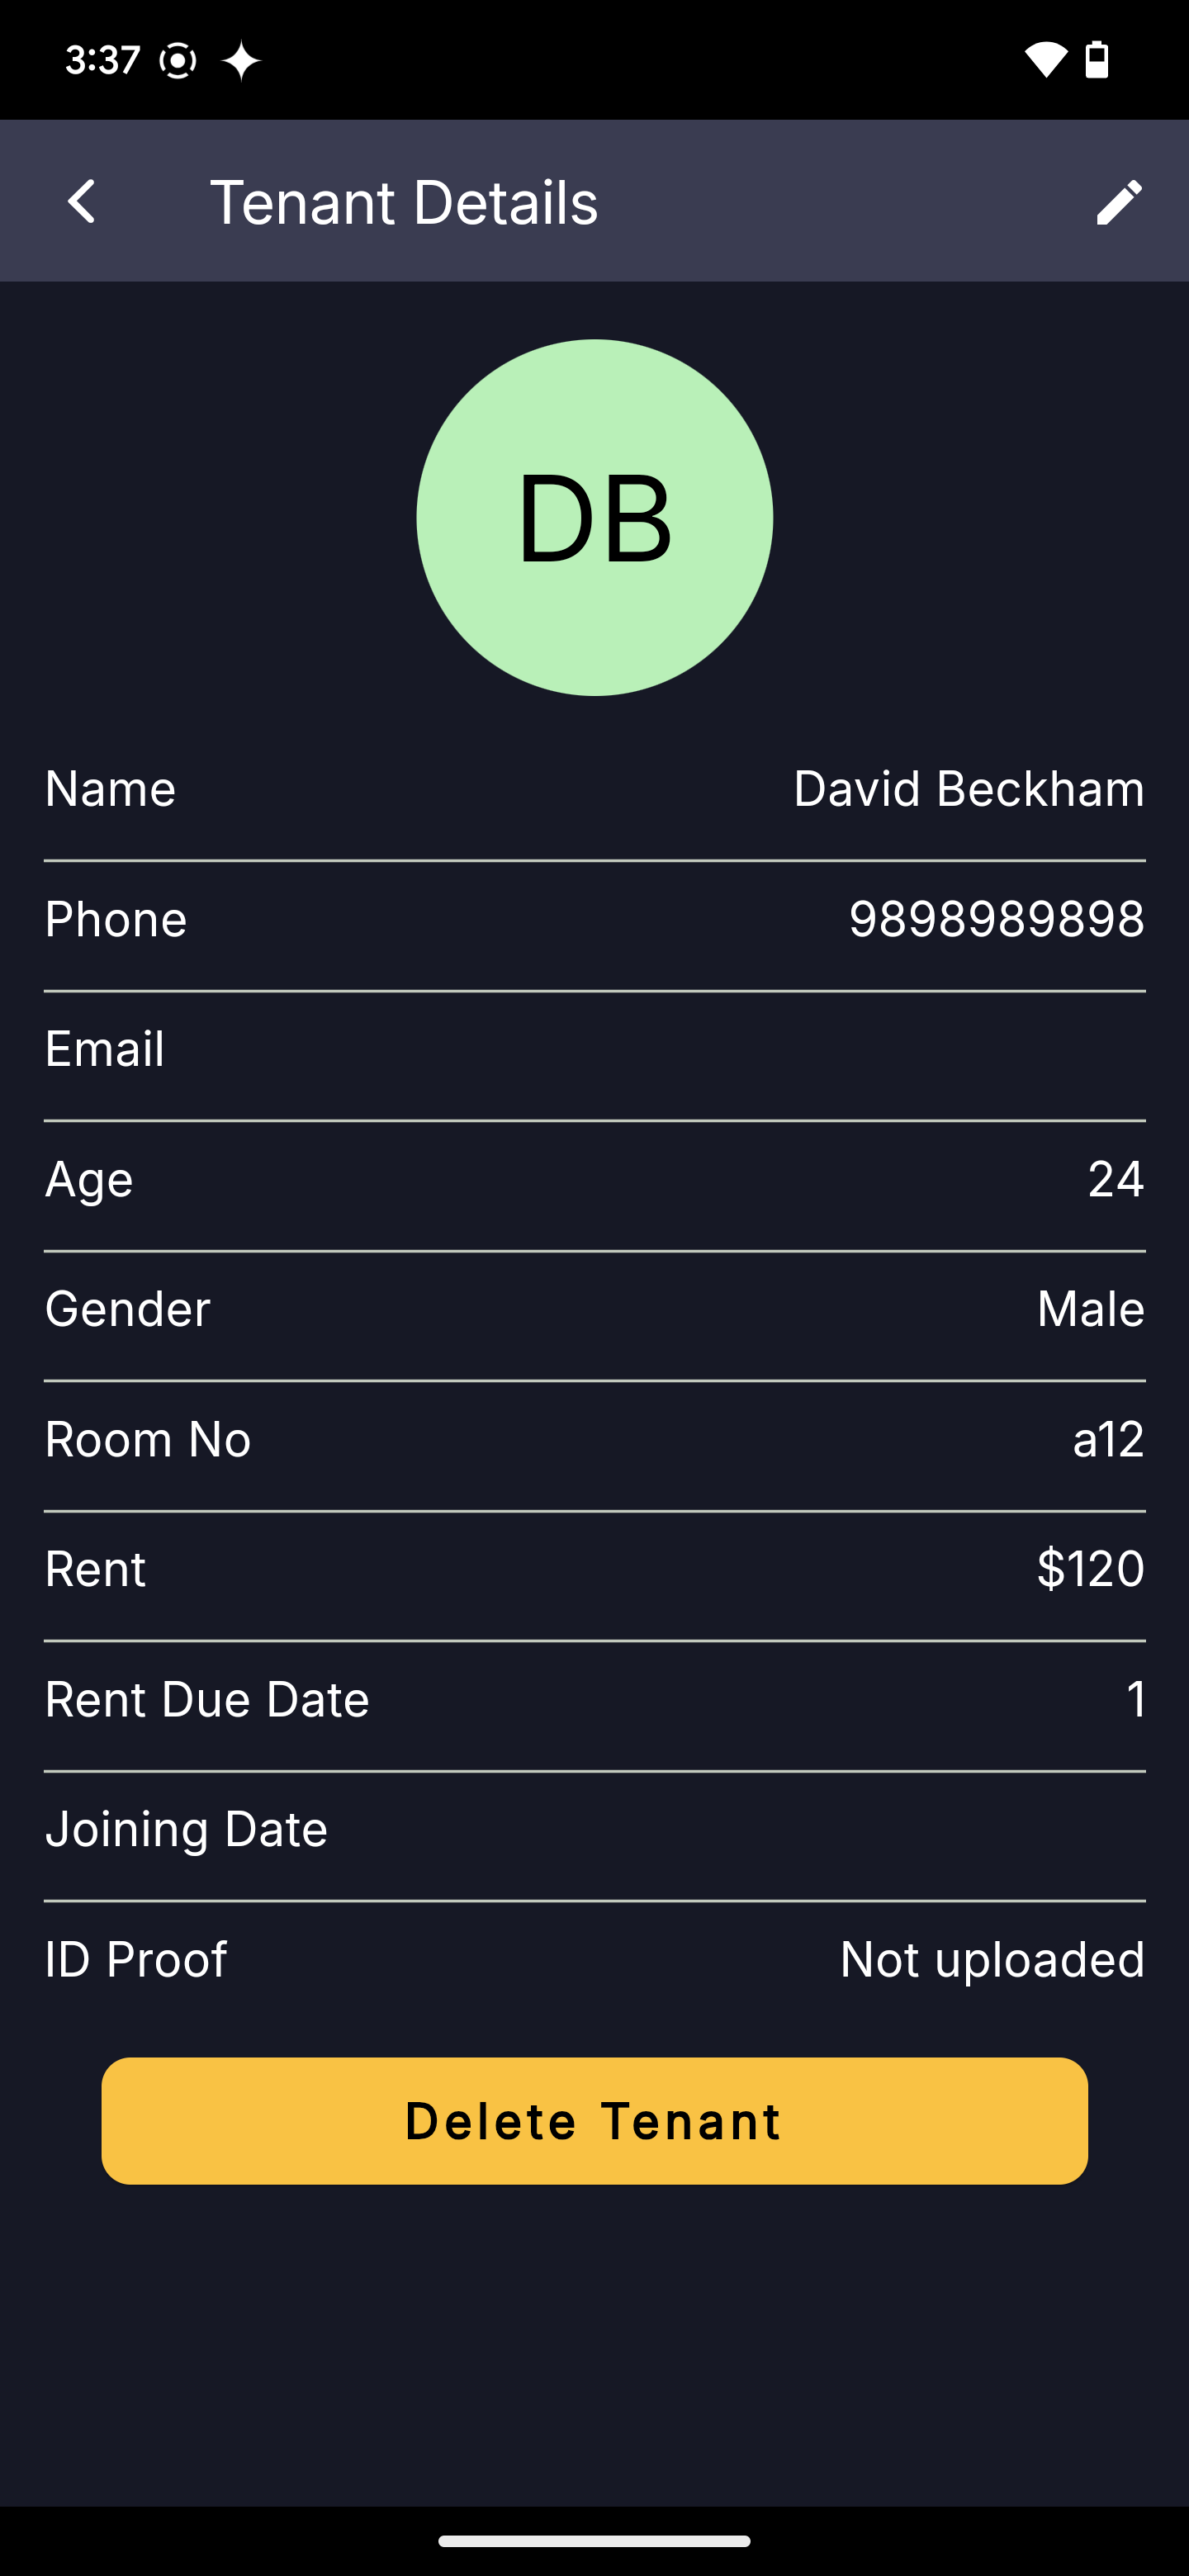 3:37
Tenant Details
DB
Name David Beckham
Phone 9898989898
Email
Age 24
Gender Male
Room No a12
Rent $120
Rent Due Date 1
Joining Date
ID Proof Not uploaded
Delete Tenant